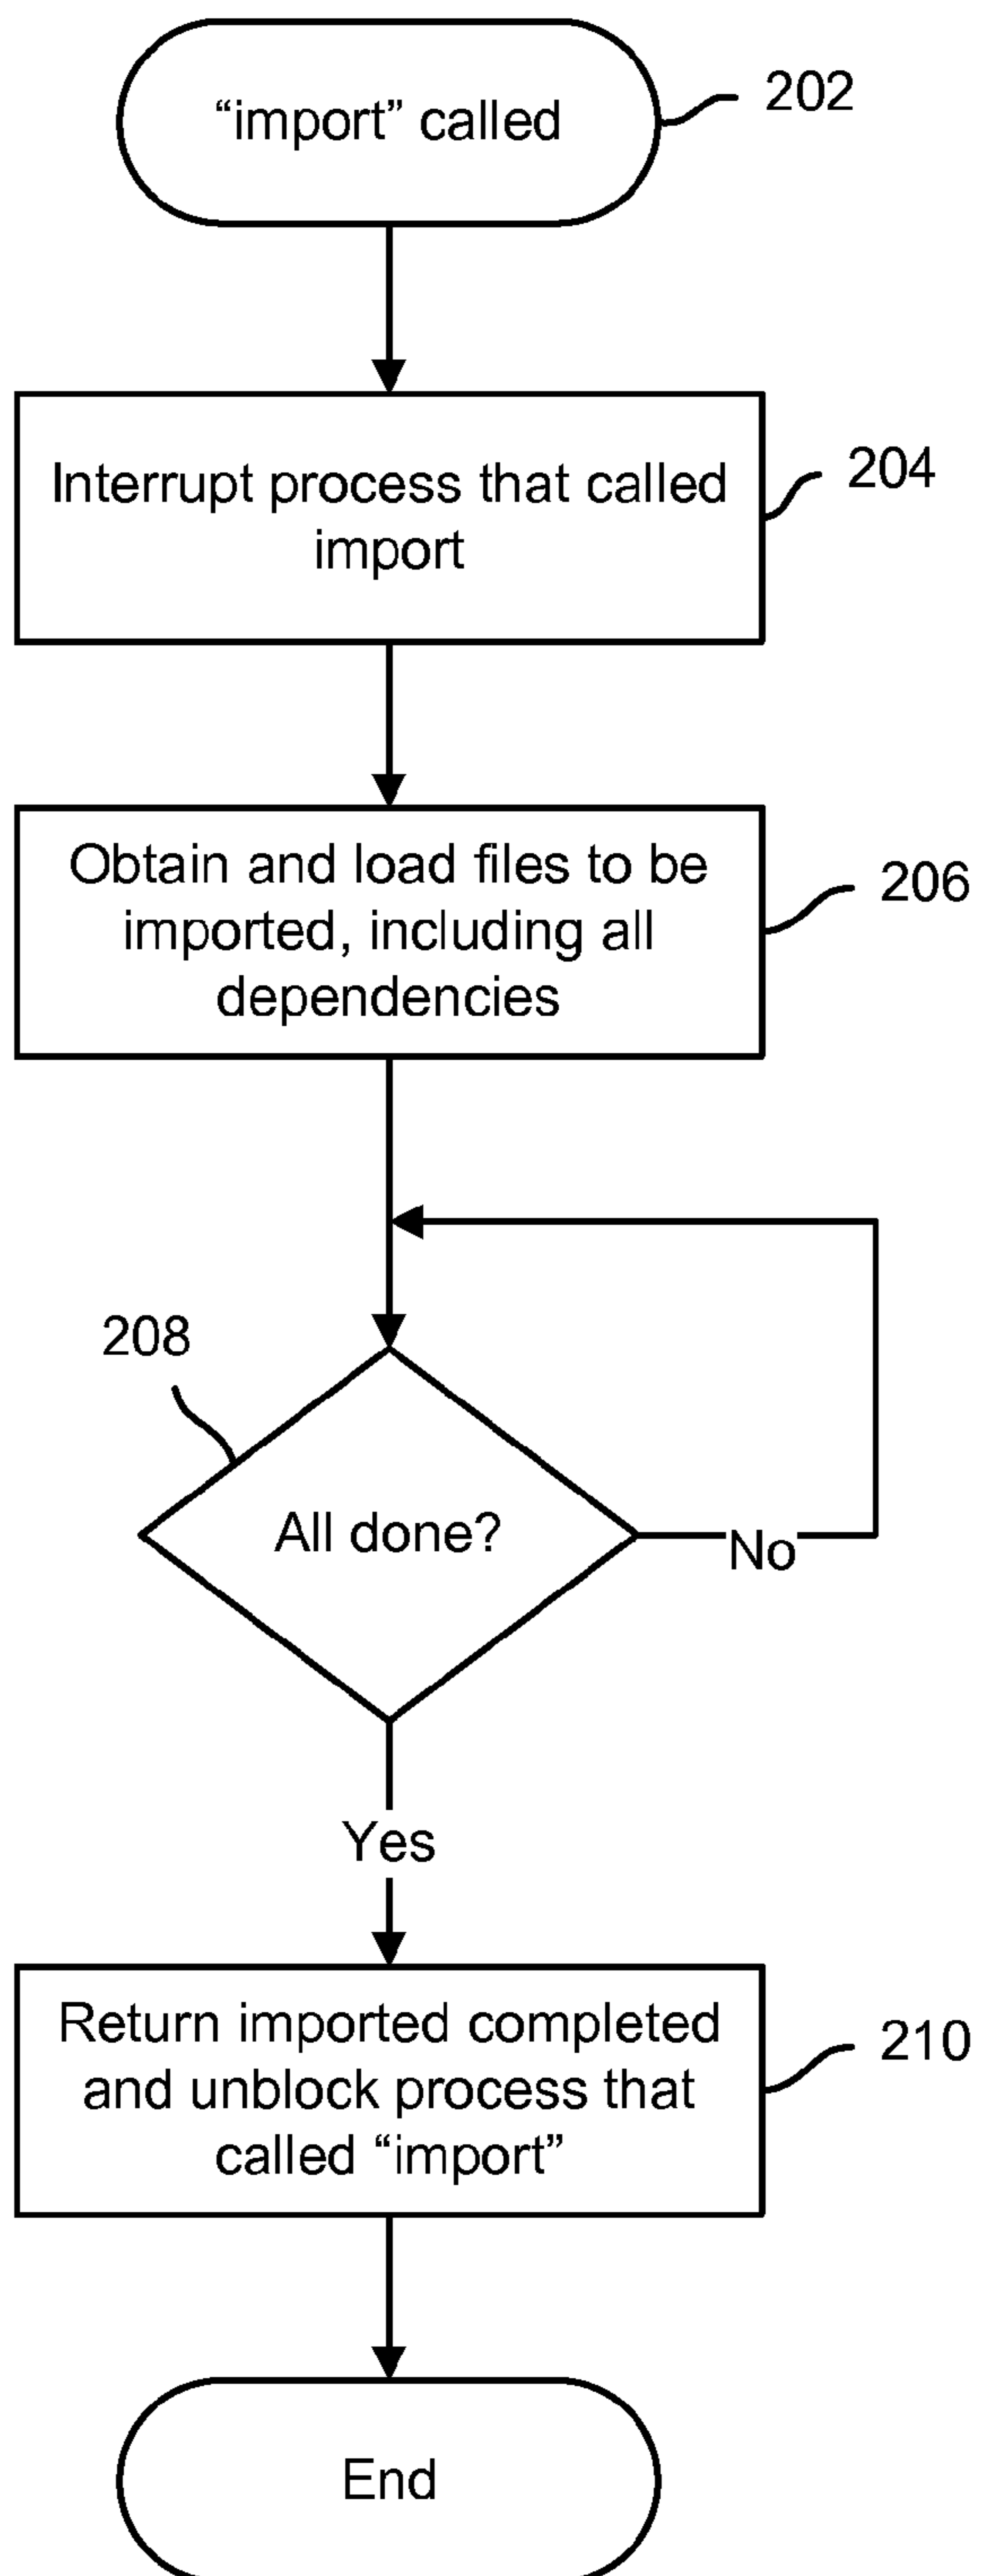 “import” called
202
Interrupt process that called
import
204
Obtain and load files to be
imported, including all
dependencies
206
208
All done?
No
Yes
Return imported completed
and unblock process that
called “import”
210
End